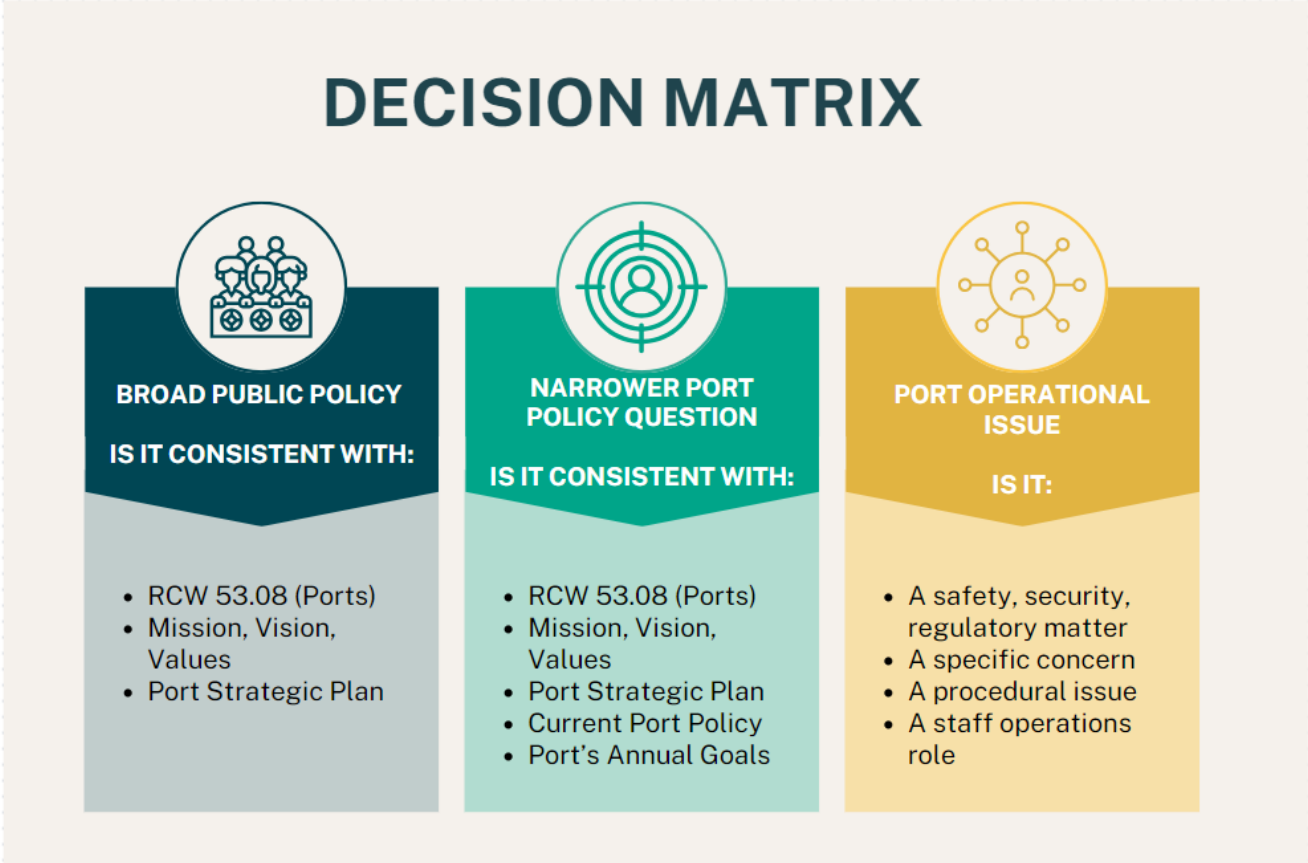 DECISION MATRIX
BROAD PUBLIC POLICY
IS IT CONSISTENT WITH:
• RCW 53.08 (Ports)
• Mission, Vision,
Values
• Port Strategic Plan
NARROWER PORT
POLICY QUESTION
IS IT CONSISTENT WITH:
• RCW 53.08 (Ports)
• Mission, Vision,
Values
• Port Strategic Plan
• Current Port Policy
• Port’s Annual Goals
PORT OPERATIONAL
ISSUE
IS IT:
• A safety, security,
regulatory matter
• A specific concern
• A procedural issue
• A staff operations
role